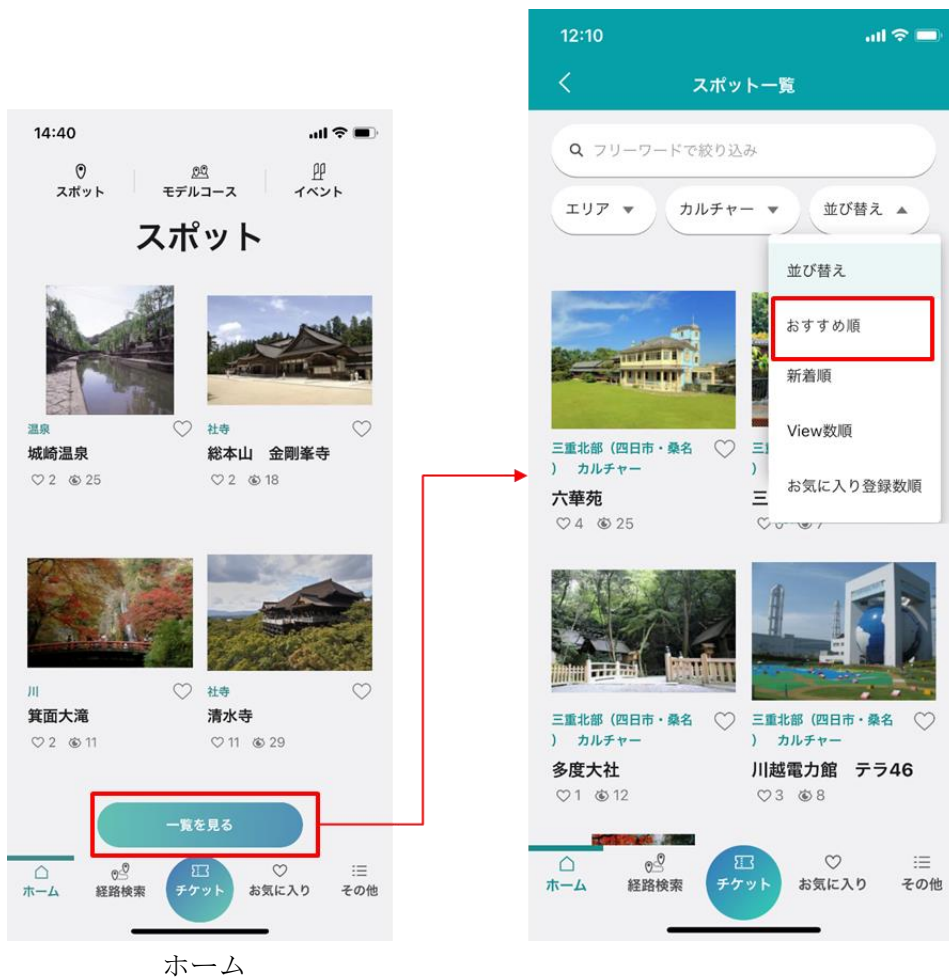 14:40
スポット
モデルコース
イベント
スポット
温泉
城崎温泉
2 25
社寺
総本山 金剛峯寺
2 18
川
箕面大滝
2 11
社寺
清水寺
11 29
一覧を見る
ホーム
経路検索
チケット
お気に入り
その他
ホーム
12:10
スポット一覧
フリーワードで絞り込み
エリア
カルチャー
並び替え
並び替え
おすすめ順
新着順
View数順
お気に入り登録数順
三重北部(四日市・桑名
) カルチャー
六華苑
4 25
三重北部(四日市・桑名
) カルチャー
多度大社
1 12
三重北部(四日市・桑名
) カルチャー
川越電力館 テラ46
3 8
ホーム
経路検索
チケット
お気に入り
その他